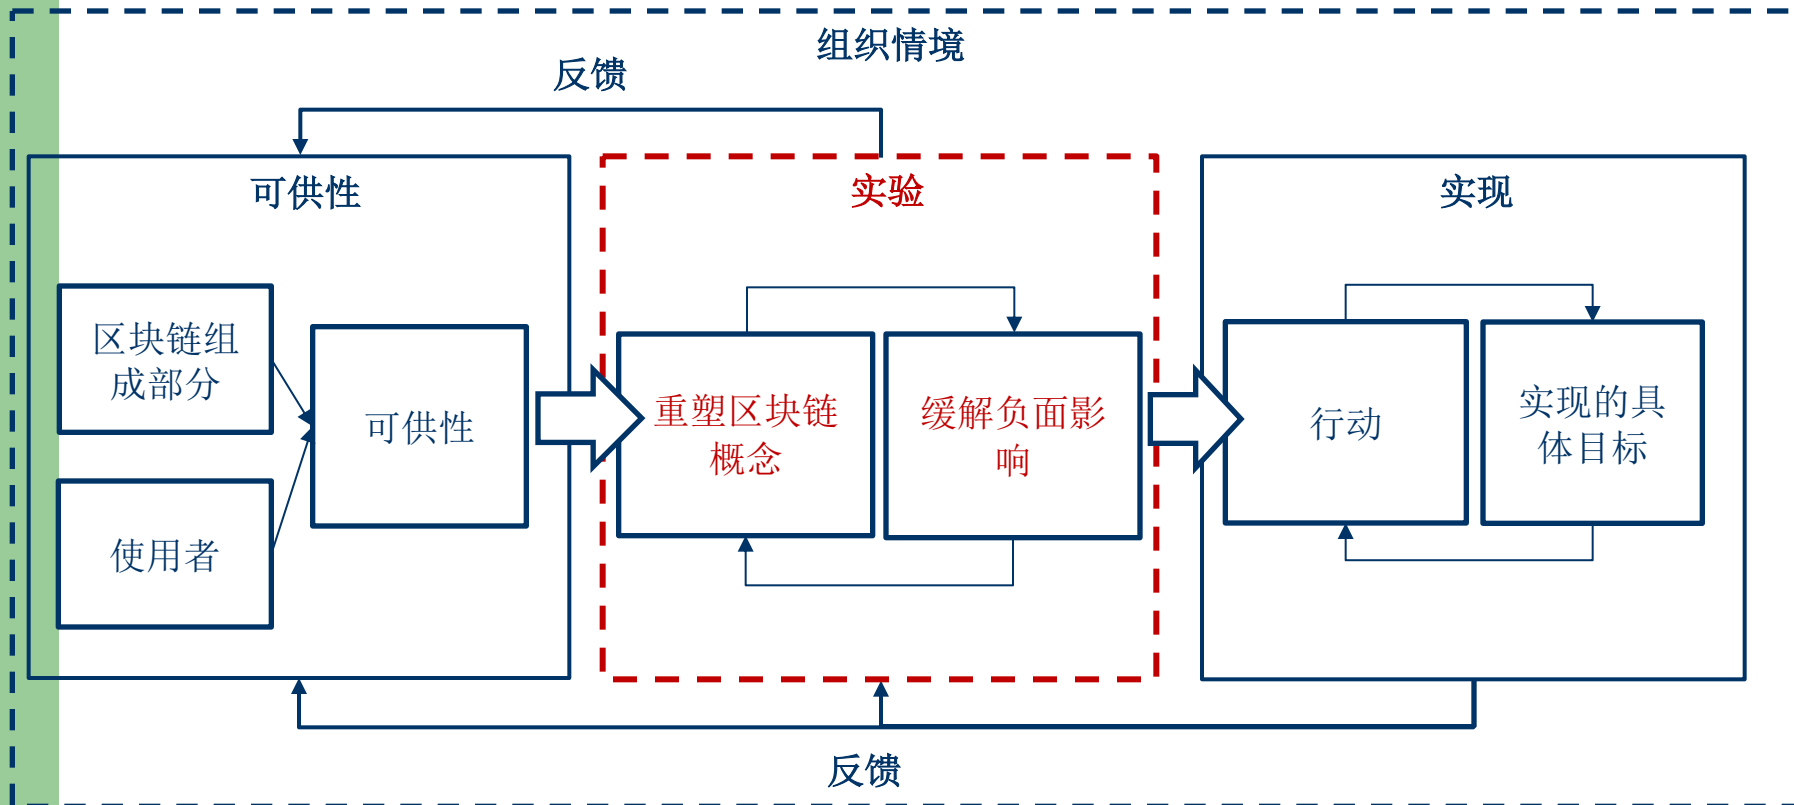 组织情境
反馈
可供性
实验
实现
区块链组
成部分
使用者
可供性
重塑区块链
概念
缓解负面影
响
行动
实现的具
体目标
反馈